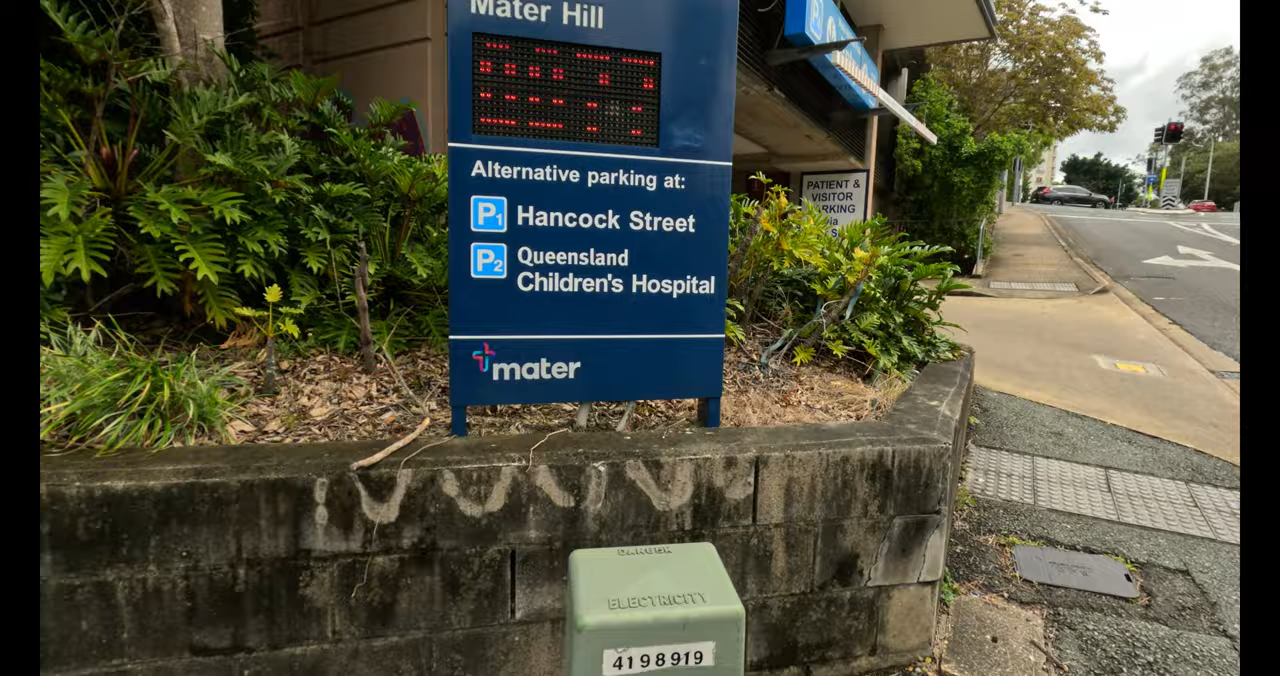 Mater Hill
Alternative parking at:
P1 Hancock Street
P2 Queensland
Children's Hospital
mater
PATIENT &
VISITOR
PARKING
DANGER
ELECTRICITY
4198919